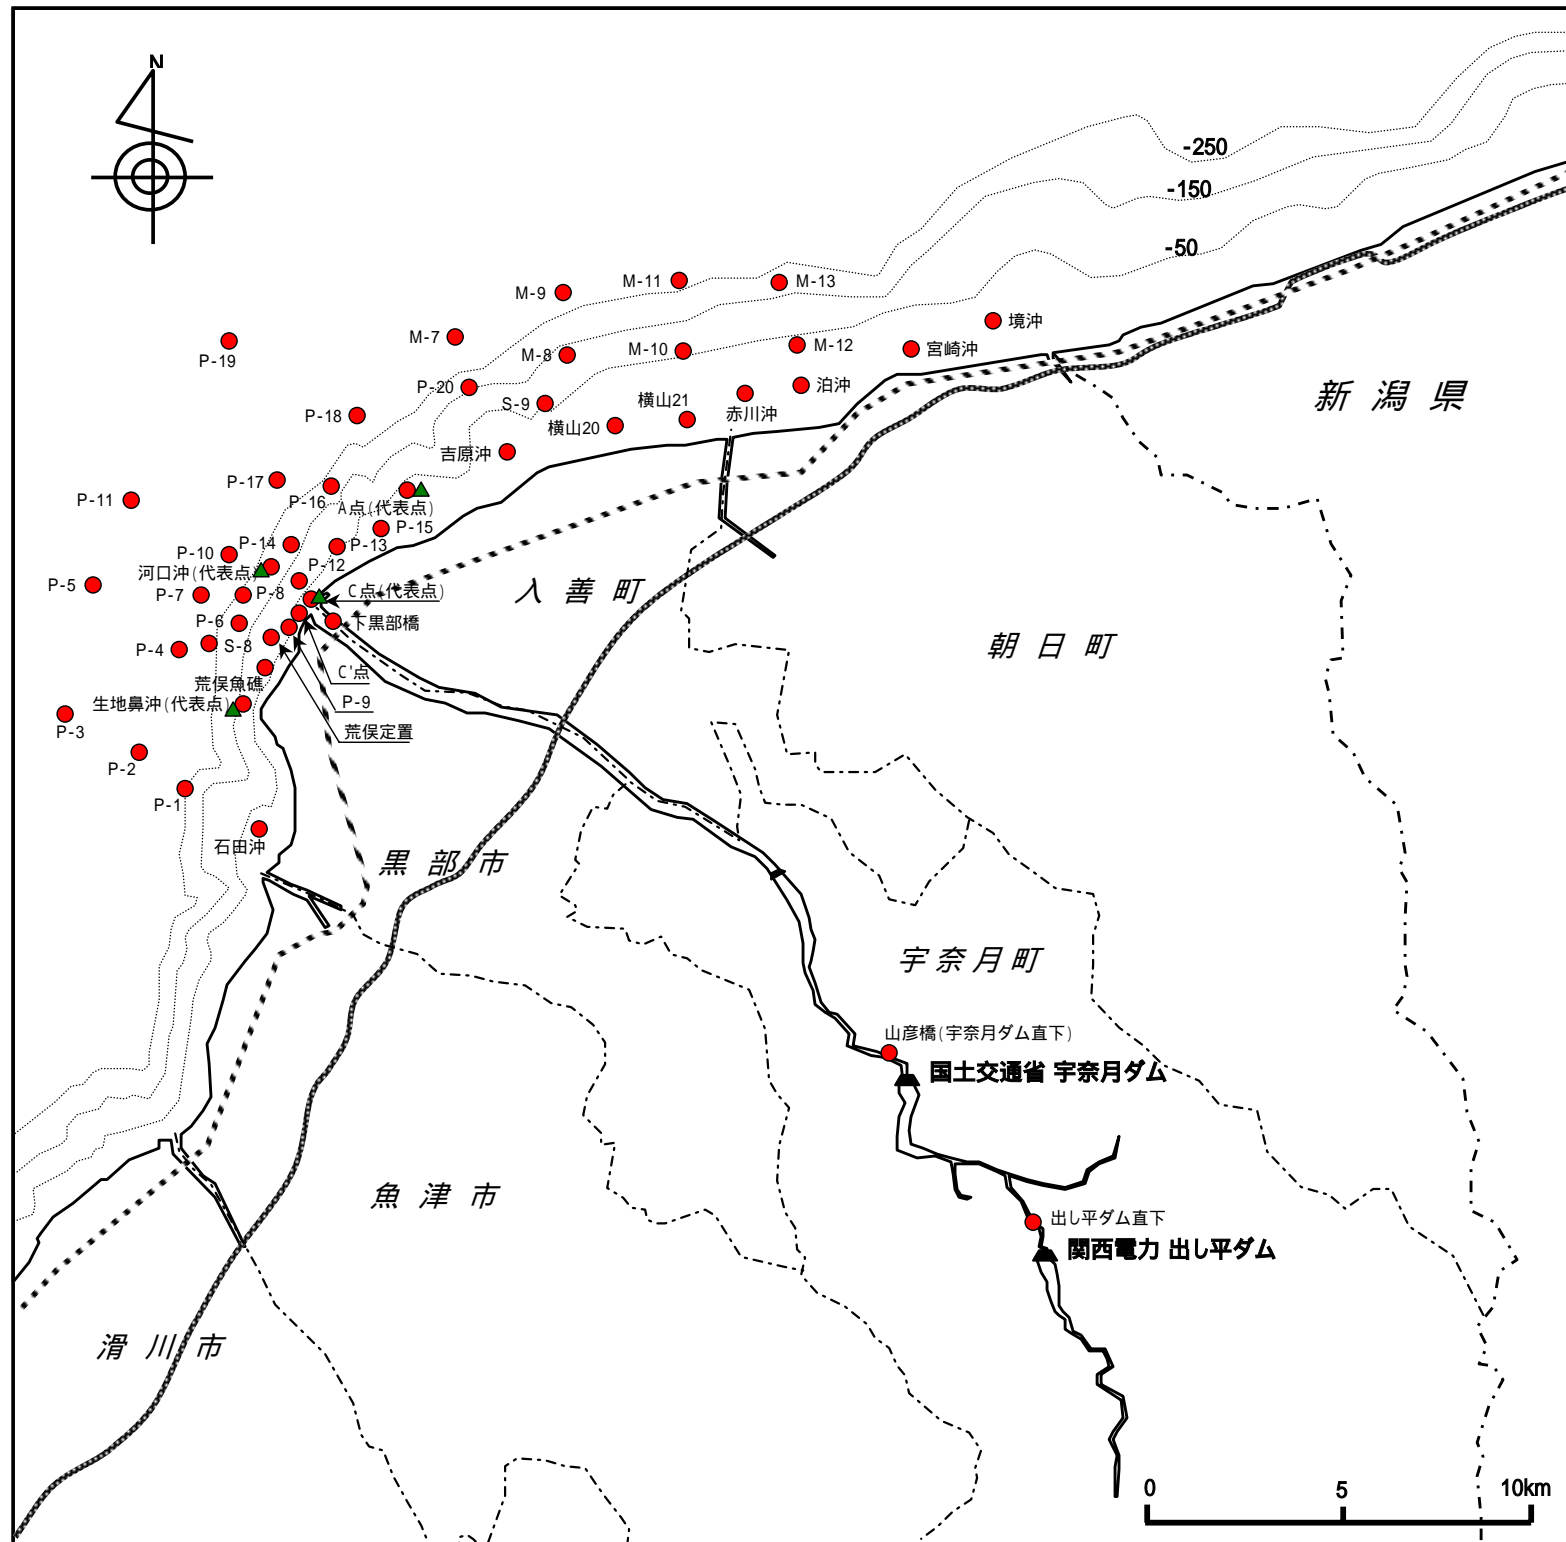 N
-250
-150
-50
M-11
M-13
M-9
境沖
M-7
P-19
M-12
宮崎沖
M-10
M-8
新潟県
P-20
泊沖
S-9
横山21
赤川沖
P-18
横山20
吉原沖
P-17
P-16
P-11
A点(代表点)
P-15
P-14
P-13
P-10
河口沖(代表点)
P-12
P-5
P-7
P-8
C点(代表点)
入善町
P-6
下黒部橋
朝日町
P-4
S-8
C'点
荒俣魚礁
P-9
生地鼻沖(代表点)
P-3
荒俣定置
P-2
P-1
石田沖
黒部市
宇奈月町
山彦橋(宇奈月ダム直下)
国土交通省 宇奈月ダム
魚津市
出し平ダム直下
関西電力 出し平ダム
滑川市
0 5 10km